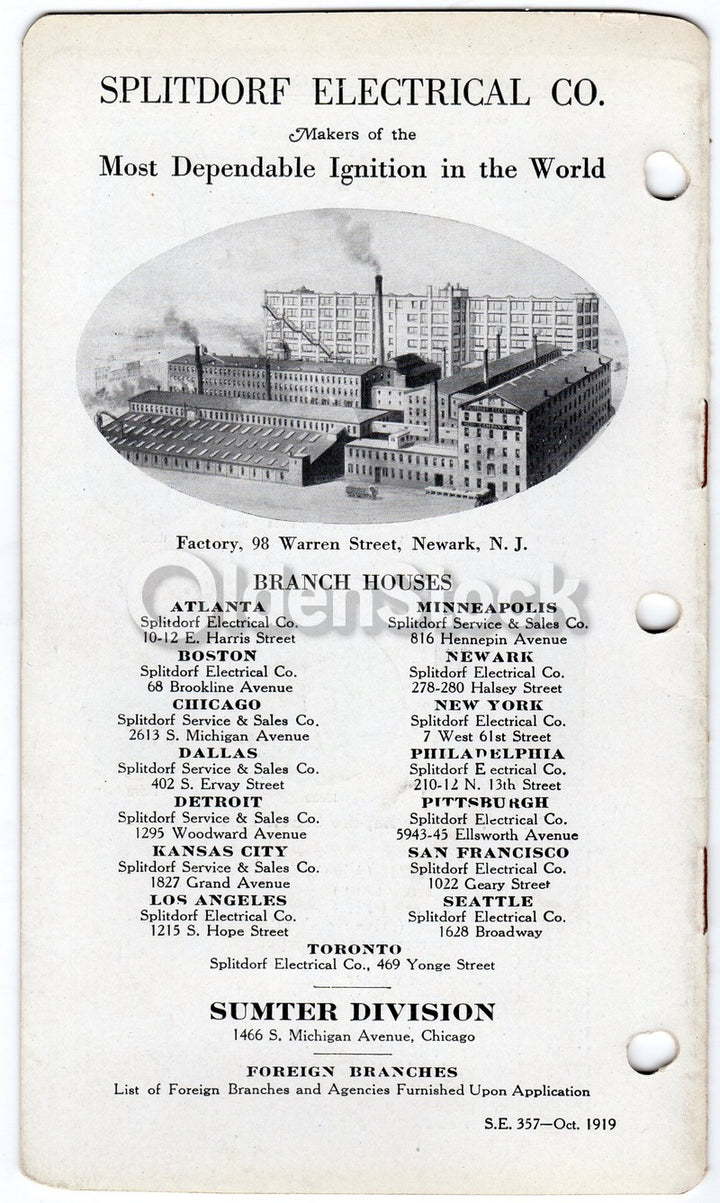 SPLITDORF ELECTRICAL CO.
Makers of the
Most Dependable Ignition in the World
SPLITDORF ELECTRICAL
COMPANY
Factory, 98 Warren Street, Newark, N. J.
OldenStock
BRANCH HOUSES
ATLANTA
Splitdorf Electrical Co.
10-12 E. Harris Street
BOSTON
Splitdorf Electrical Co.
68 Brookline Avenue
CHICAGO
Splitdorf Service & Sales Co.
2613 S. Michigan Avenue
DALLAS
Splitdorf Service & Sales Co.
402 S. Ervay Street
DETROIT
Splitdorf Service & Sales Co.
1295 Woodward Avenue
KANSAS CITY
Splitdorf Service & Sales Co.
1827 Grand Avenue
LOS ANGELES
Splitdorf Electrical Co.
1215 S. Hope Street
MINNEAPOLIS
Splitdorf Service & Sales Co.
816 Hennepin Avenue
NEWARK
Splitdorf Electrical Co.
278-280 Halsey Street
NEW YORK
Splitdorf Electrical Co.
7 West 61st Street
PHILADELPHIA
Splitdorf E ectrical Co.
210-12 N. 13th Street
PITTSBURGH
Splitdorf Electrical Co.
5943-45 Ellsworth Avenue
SAN FRANCISCO
Splitdorf Electrical Co.
1022 Geary Street
SEATTLE
Splitdorf Electrical Co.
1628 Broadway
TORONTO
Splitdorf Electrical Co., 469 Yonge Street
SUMTER DIVISION
1466 S. Michigan Avenue, Chicago
FOREIGN BRANCHES
List of Foreign Branches and Agencies Furnished Upon Application
S.E. 357—Oct. 1919